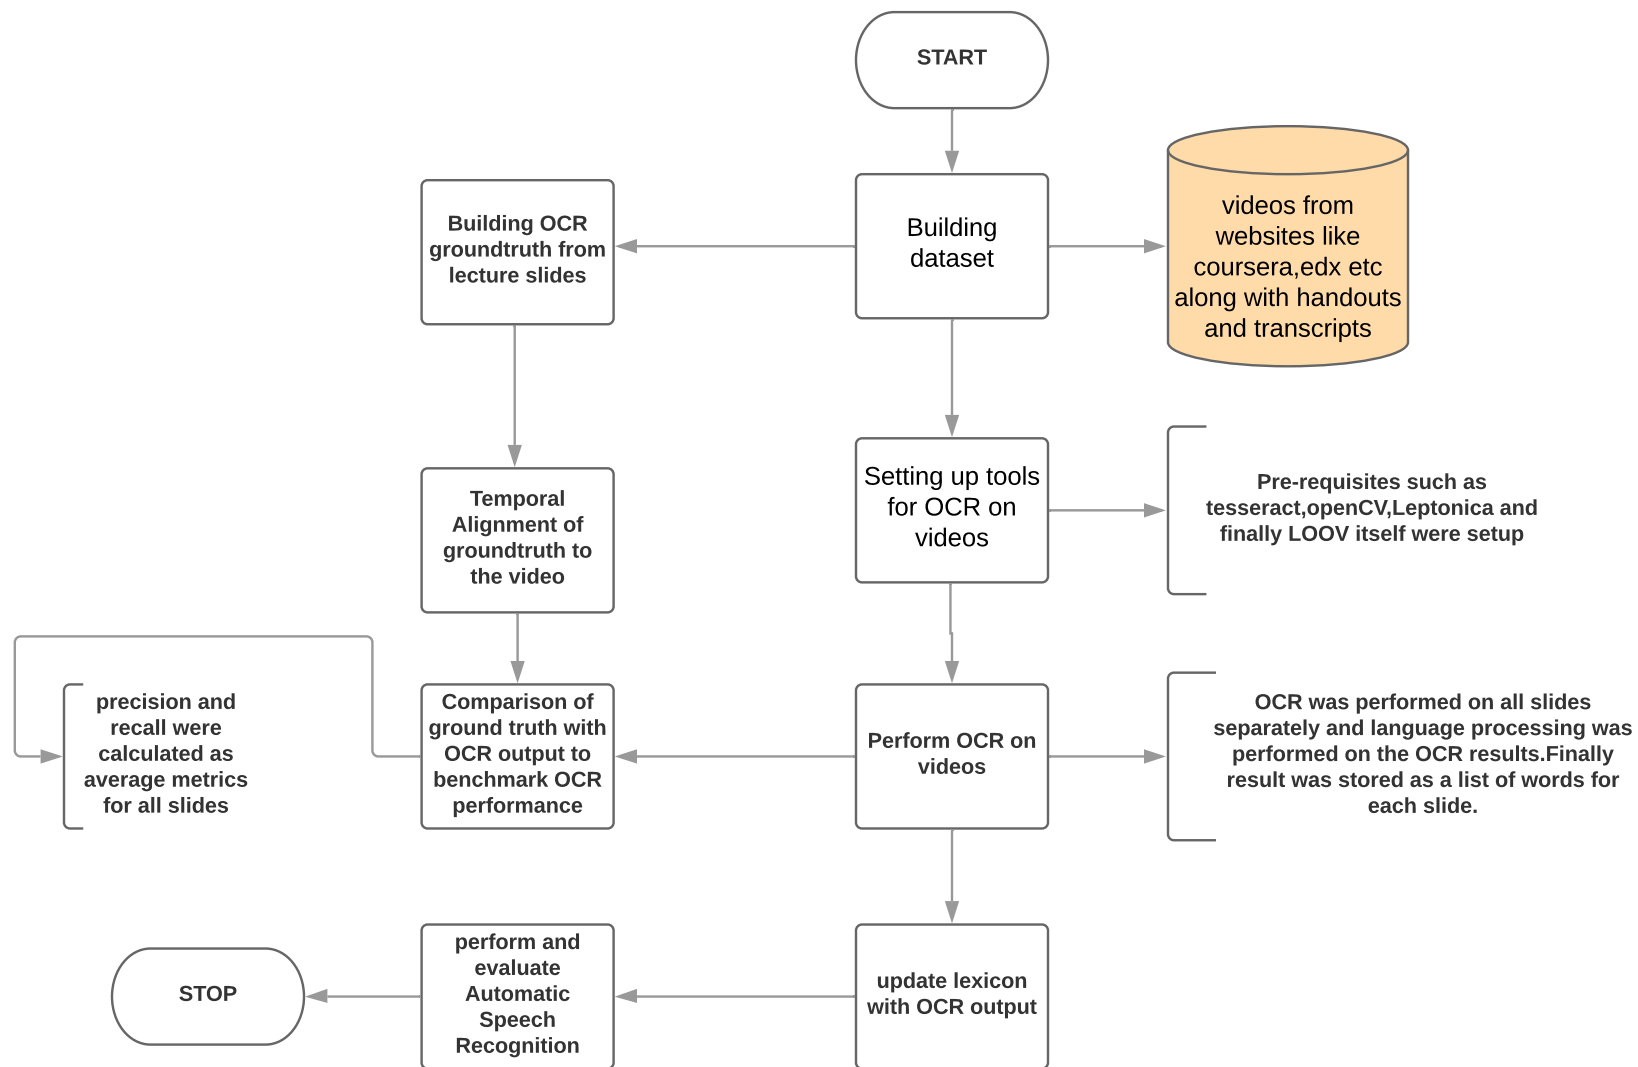 START
Building OCR
groundtruth from
lecture slides
Building
dataset
videos from
websites like
coursera,edx etc
along with handouts
and transcripts
Temporal
Alignment of
groundtruth to
the video
Setting up tools
for OCR on
videos
Pre-requisites such as
tesseract,openCV,Leptonica and
finally LOOV itself were setup
precision and
recall were
calculated as
average metrics
for all slides
Comparison of
ground truth with
OCR output to
benchmark OCR
performance
Perform OCR on
videos
OCR was performed on all slides
separately and language processing was
performed on the OCR results.Finally
result was stored as a list of words for
each slide.
STOP
perform and
evaluate
Automatic
Speech
Recognition
update lexicon
with OCR output